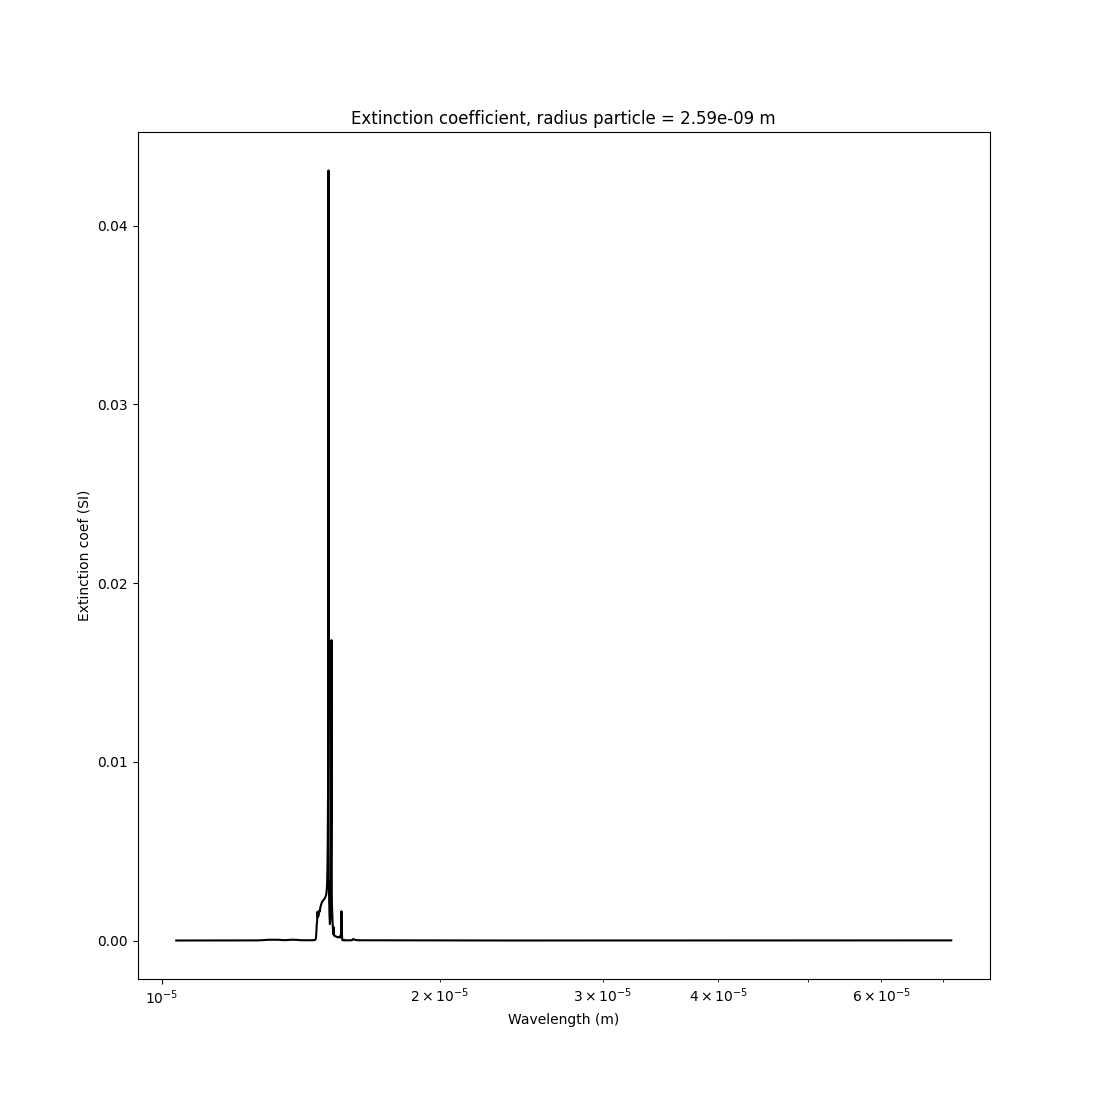 Extinction coefficient, radius particle = 2.59e-09 m
0.04
0.03
0.02
0.01
0.00
Extinction coef (SI)
10⁻⁵
2 × 10⁻⁵
3 × 10⁻⁵
4 × 10⁻⁵
6 × 10⁻⁵
Wavelength (m)